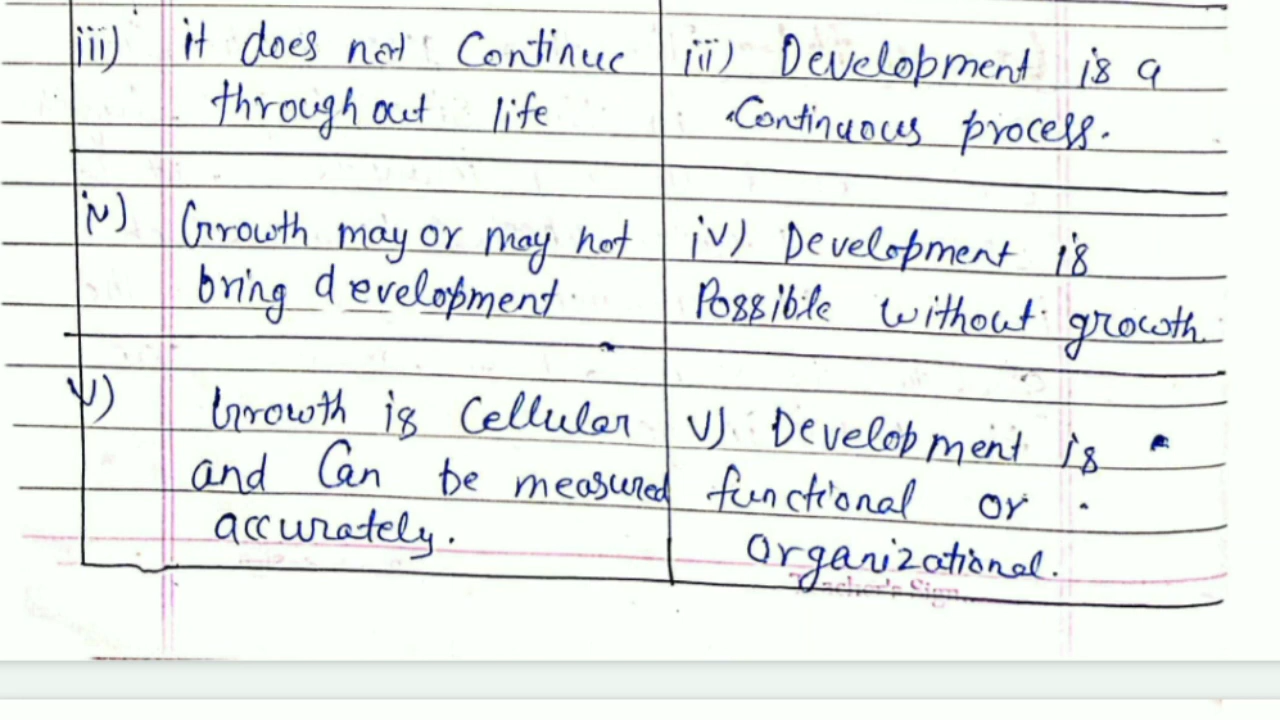 iii) it does not Continue
throughout life
iii) Development is a
Continuous process.
iv) Growth may or may not
bring development
iv) Development is
Possible without growth.
v) Growth is Cellular
and Can be measured
accurately.
v) Development is
functional or
organizational.
Teacher's Sign